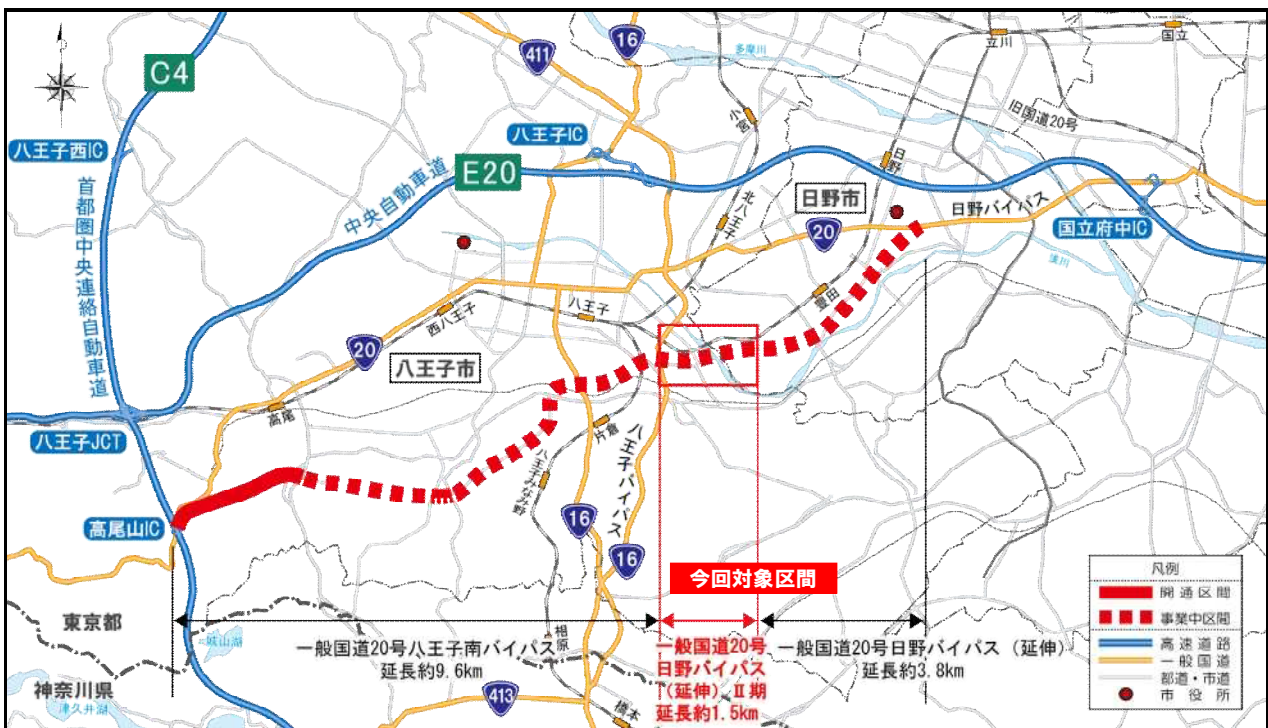 16
411
C4
立川
国立
多摩川
旧国道20号
小宮
八王子IC
八王子西IC
E20
日野
中央自動車道
首都圏中央連絡自動車道
北八王子
日野市
20
日野バイパス
国立府中IC
浅川
豊田
八王子
西八王子
20
八王子市
高尾
八王子JCT
片倉
八王子みなみ野
八王子バイパス
16
16
高尾山IC
今回対象区間
凡例
開通区間
事業中区間
高速道路
一般国道
都道・市道
市役所
東京都
城山湖
相原
一般国道20号八王子南バイパス
延長約9.6km
一般国道20号
日野バイパス
(延伸)Ⅱ期
延長約1.5km
一般国道20号日野バイパス(延伸)
延長約3.8km
神奈川県
津久井湖
413
橋本